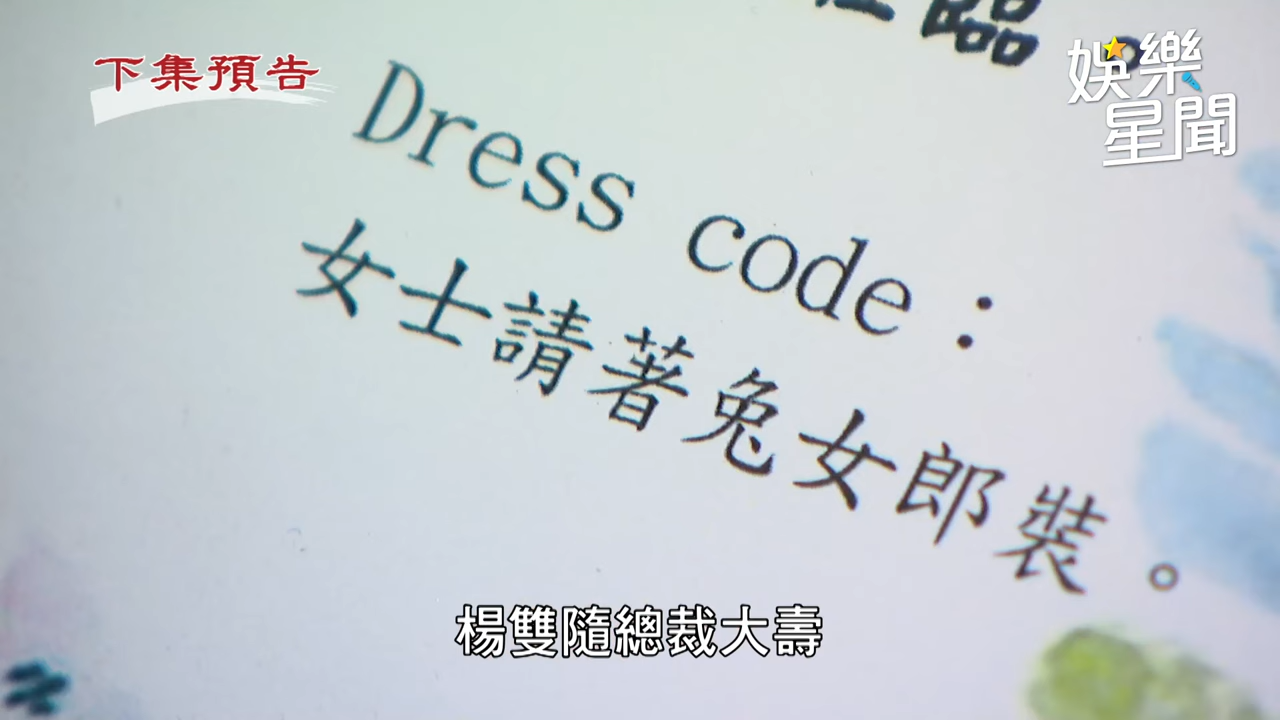 下集預告
娛樂
星聞
臨。
Dress code：
女士請著兔女郎裝。
楊雙隨總裁大壽